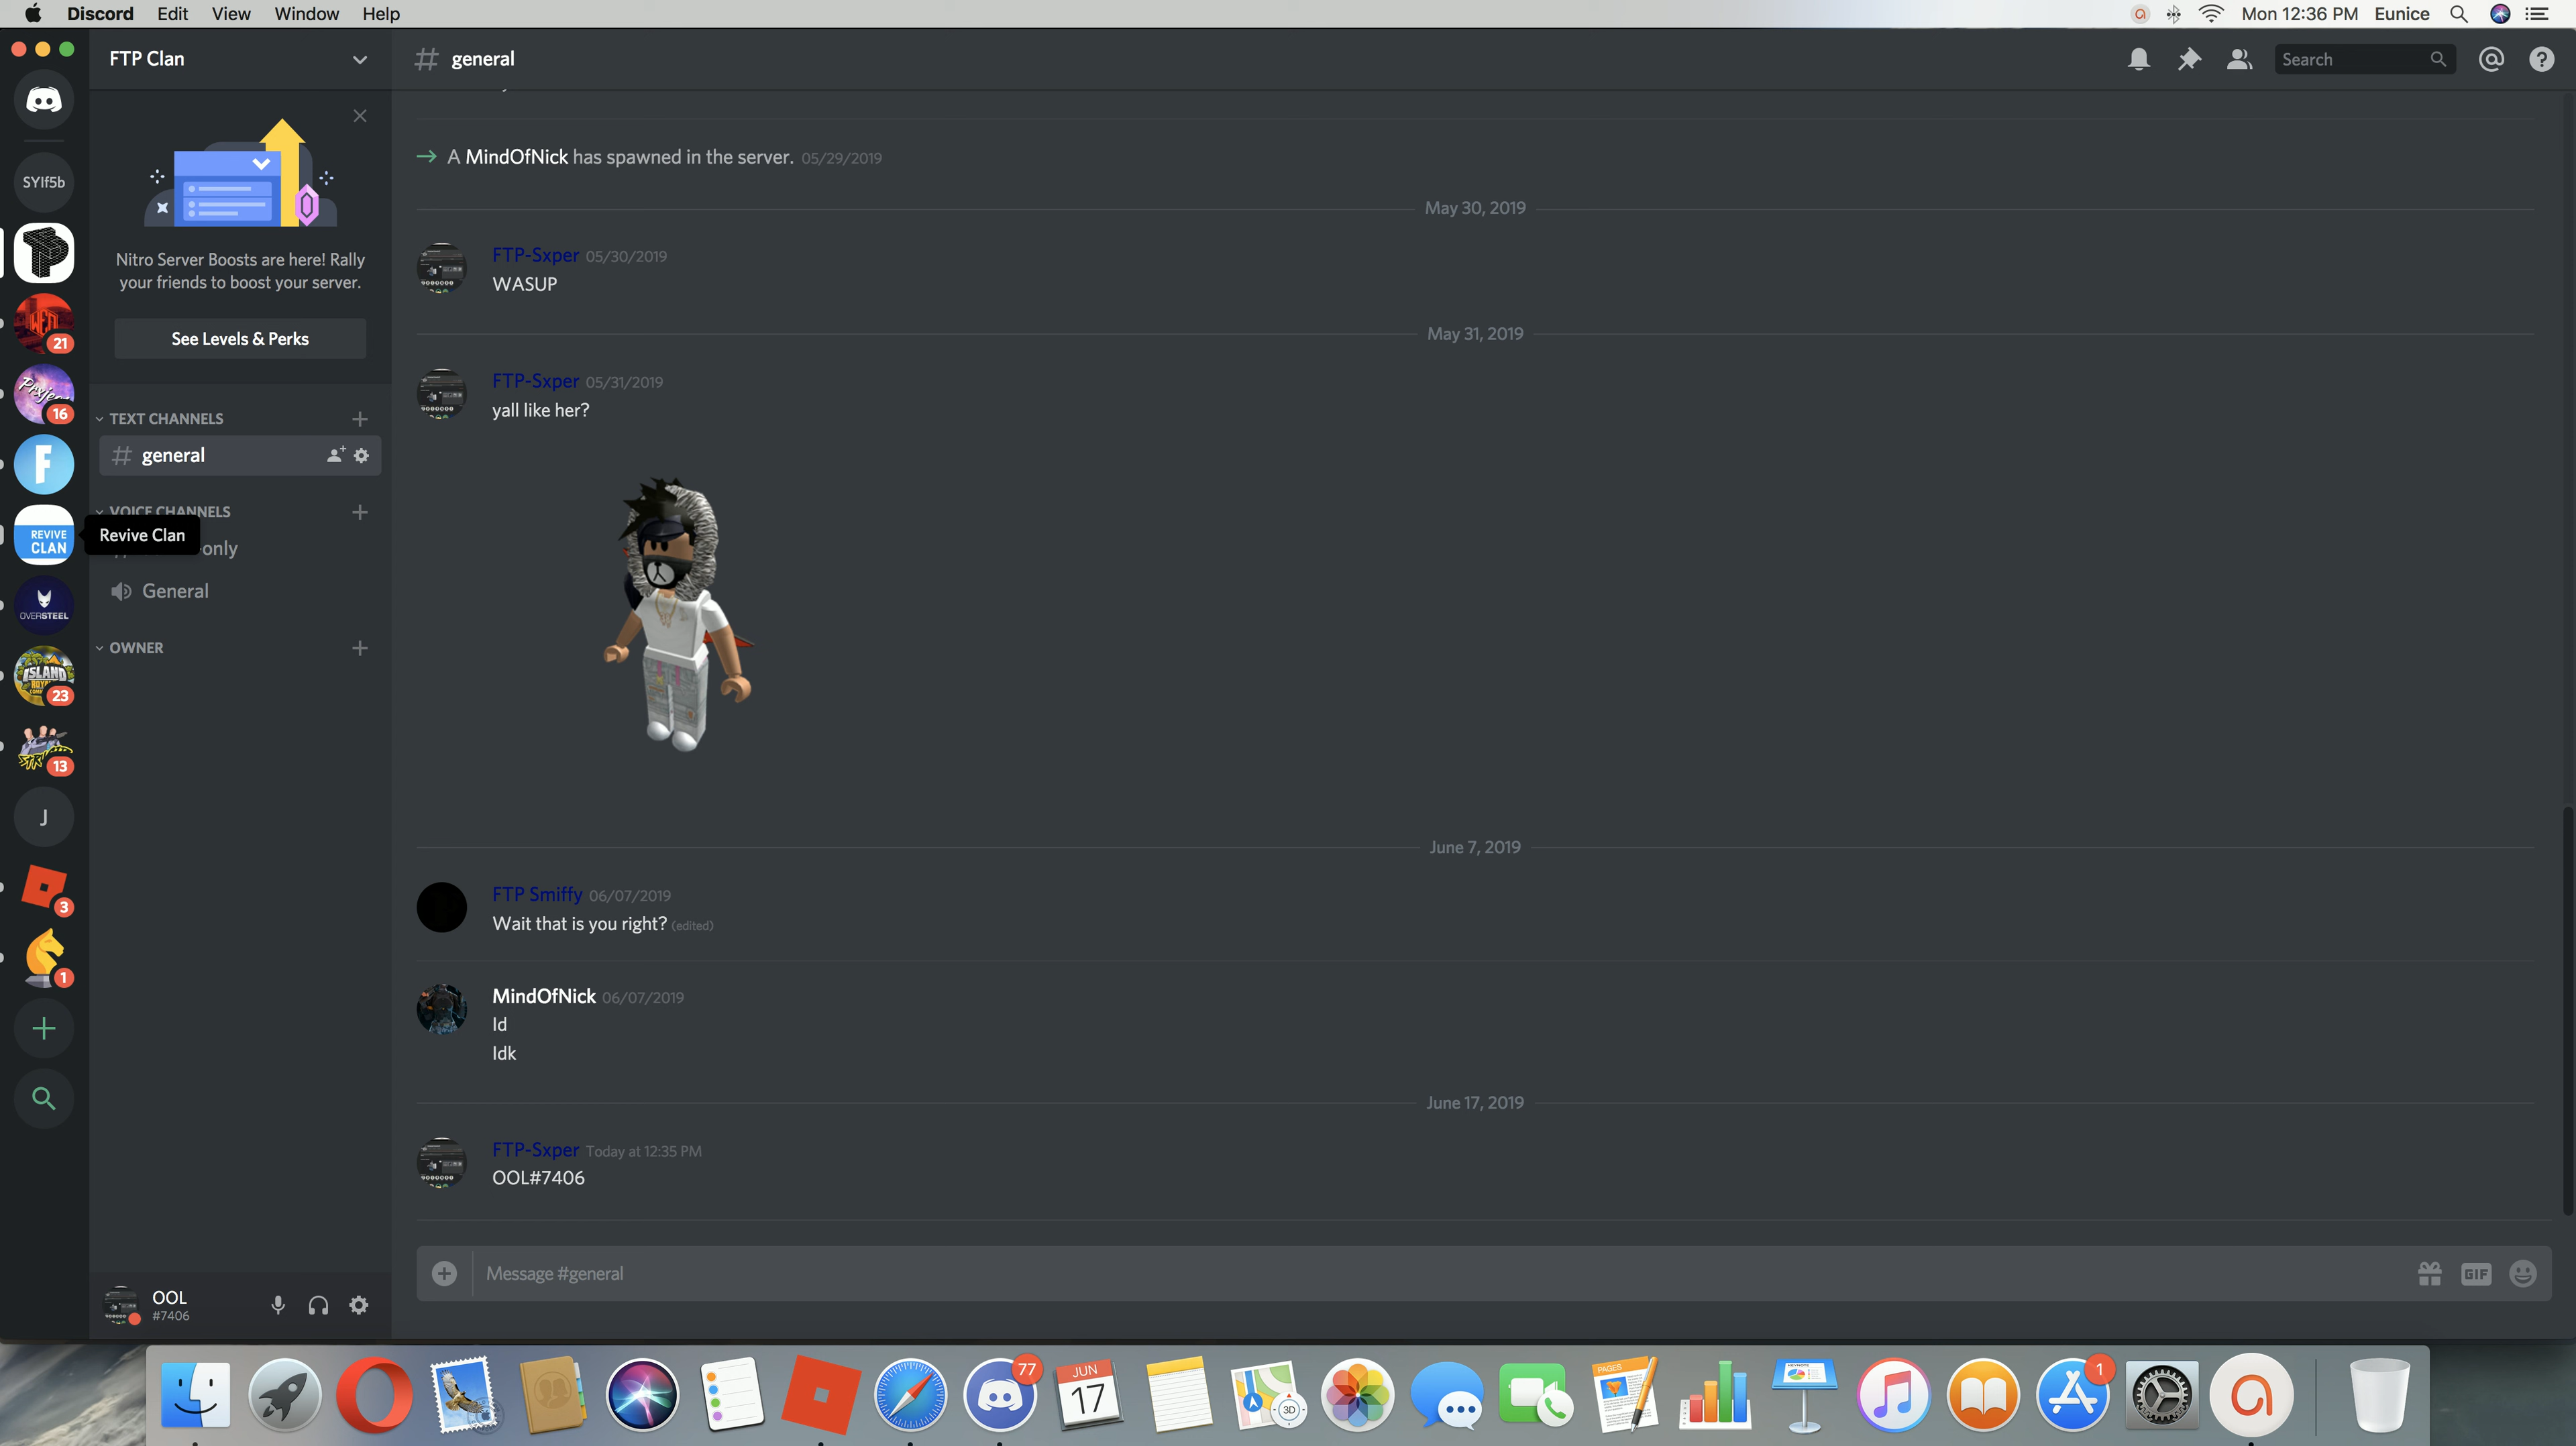 Discord Edit View Window Help
Mon 12:36 PM Eunice
FTP Clan
# general
Search
A MindOfNick has spawned in the server. 05/29/2019
SYIf5b
Nitro Server Boosts are here! Rally
your friends to boost your server.
See Levels & Perks
May 30, 2019
FTP-Sxper 05/30/2019
WASUP
May 31, 2019
FTP-Sxper 05/31/2019
yall like her?
21
16
TEXT CHANNELS
# general
F
VOICE CHANNELS
REVIVE
CLAN
Revive Clan
-only
General
OVERSTEEL
OWNER
ISLAND
23
13
J
3
1
June 7, 2019
FTP Smiffy 06/07/2019
Wait that is you right? (edited)
MindOfNick 06/07/2019
Id
Idk
June 17, 2019
FTP-Sxper Today at 12:35 PM
OOL#7406
Message #general
GIF
OOL
#7406
77
JUN
17
3D
PAGES
KEYNOTE
1